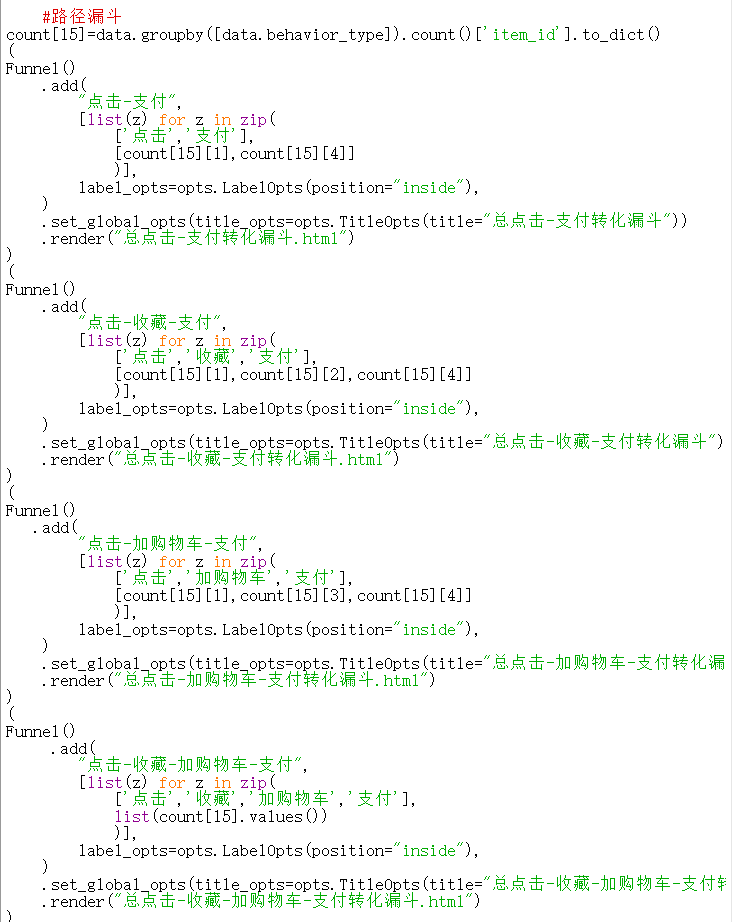 #路径漏斗
count[15]=data.groupby([data.behavior_type]).count()['item_id'].to_dict()
(
Funnel()
.add(
"点击-支付",
[list(z) for z in zip(
['点击','支付'],
[count[15][1],count[15][4]]
)],
label_opts=opts.LabelOpts(position="inside"),
)
.set_global_opts(title_opts=opts.TitleOpts(title="总点击-支付转化漏斗"))
.render("总点击-支付转化漏斗.html")
)
(
Funnel()
.add(
"点击-收藏-支付",
[list(z) for z in zip(
['点击','收藏','支付'],
[count[15][1],count[15][2],count[15][4]]
)],
label_opts=opts.LabelOpts(position="inside"),
)
.set_global_opts(title_opts=opts.TitleOpts(title="总点击-收藏-支付转化漏斗")
.render("总点击-收藏-支付转化漏斗.html")
)
(
Funnel()
.add(
"点击-加购物车-支付",
[list(z) for z in zip(
['点击','加购物车','支付'],
[count[15][1],count[15][3],count[15][4]]
)],
label_opts=opts.LabelOpts(position="inside"),
)
.set_global_opts(title_opts=opts.TitleOpts(title="总点击-加购物车-支付转化漏
.render("总点击-加购物车-支付转化漏斗.html")
)
(
Funnel()
.add(
"点击-收藏-加购物车-支付",
[list(z) for z in zip(
['点击','收藏','加购物车','支付'],
list(count[15].values())
)],
label_opts=opts.LabelOpts(position="inside"),
)
.set_global_opts(title_opts=opts.TitleOpts(title="总点击-收藏-加购物车-支付转
.render("总点击-收藏-加购物车-支付转化漏斗.html")
)